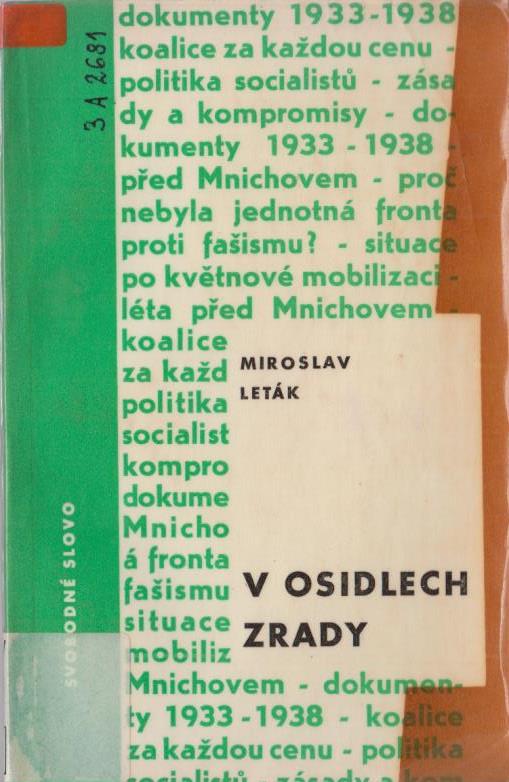 3 A 2681
dokumenty 1933-1938
koalice za každou cenu -
politika socialistů - zása
dy a kompromisy - do-
kumenty 1933 - 1938 -
před Mnichovem - proč
nebyla jednotná fronta
proti fašismu? - situace
po květnové mobilizaci -
léta před Mnichovem -
koalice
za každ
politika
socialist
kompro
dokume
Mnicho
á fronta
fašismu
situace
mobiliz
Mnichovem - dokumen-
ty 1933-1938 - koalice
za každou cenu - politika
socialistů - zásady a ko
MIROSLAV
LETÁK
V OSIDLECH
ZRADY
SVOBODNÉ SLOVO